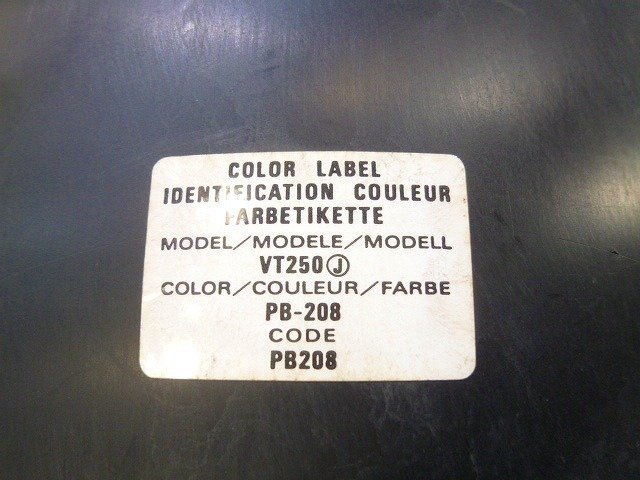 COLOR LABEL
IDENTIFICATION COULEUR
FARBETIKETTE
MODEL/MODELE/MODELL
VT250Ⓙ
COLOR/COULEUR/FARBE
PB-208
CODE
PB208